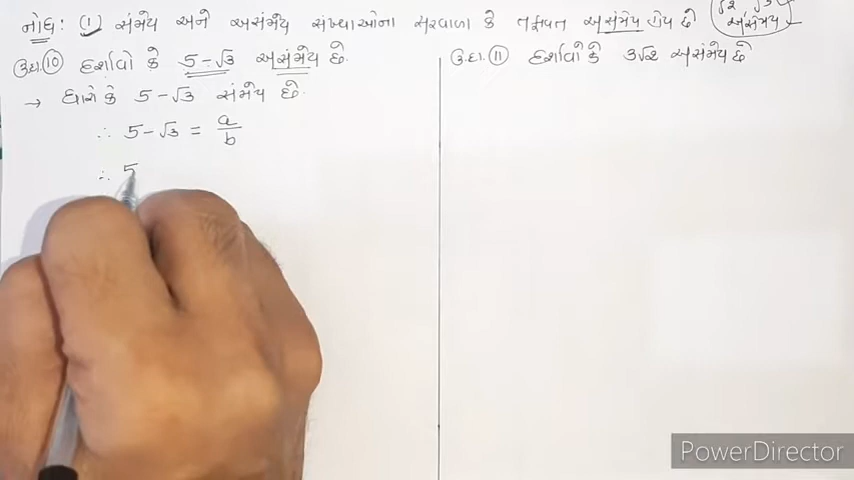 નોંધ: (1) સંમેય અને અસંમેય સંખ્યાઓના સરવાળા કે તફાવત અસંમેય હોય છે
√2 √3 અસંમેય
ઉદા. (10) દર્શાવો કે 5 - √3 અસંમેય છે.
→ ધારો કે 5 - √3 સંમેય છે.
∴ 5 - √3 = a/b
∴ 5
ઉદા. (11) દર્શાવો કે 3√2 અસંમેય છે
PowerDirector